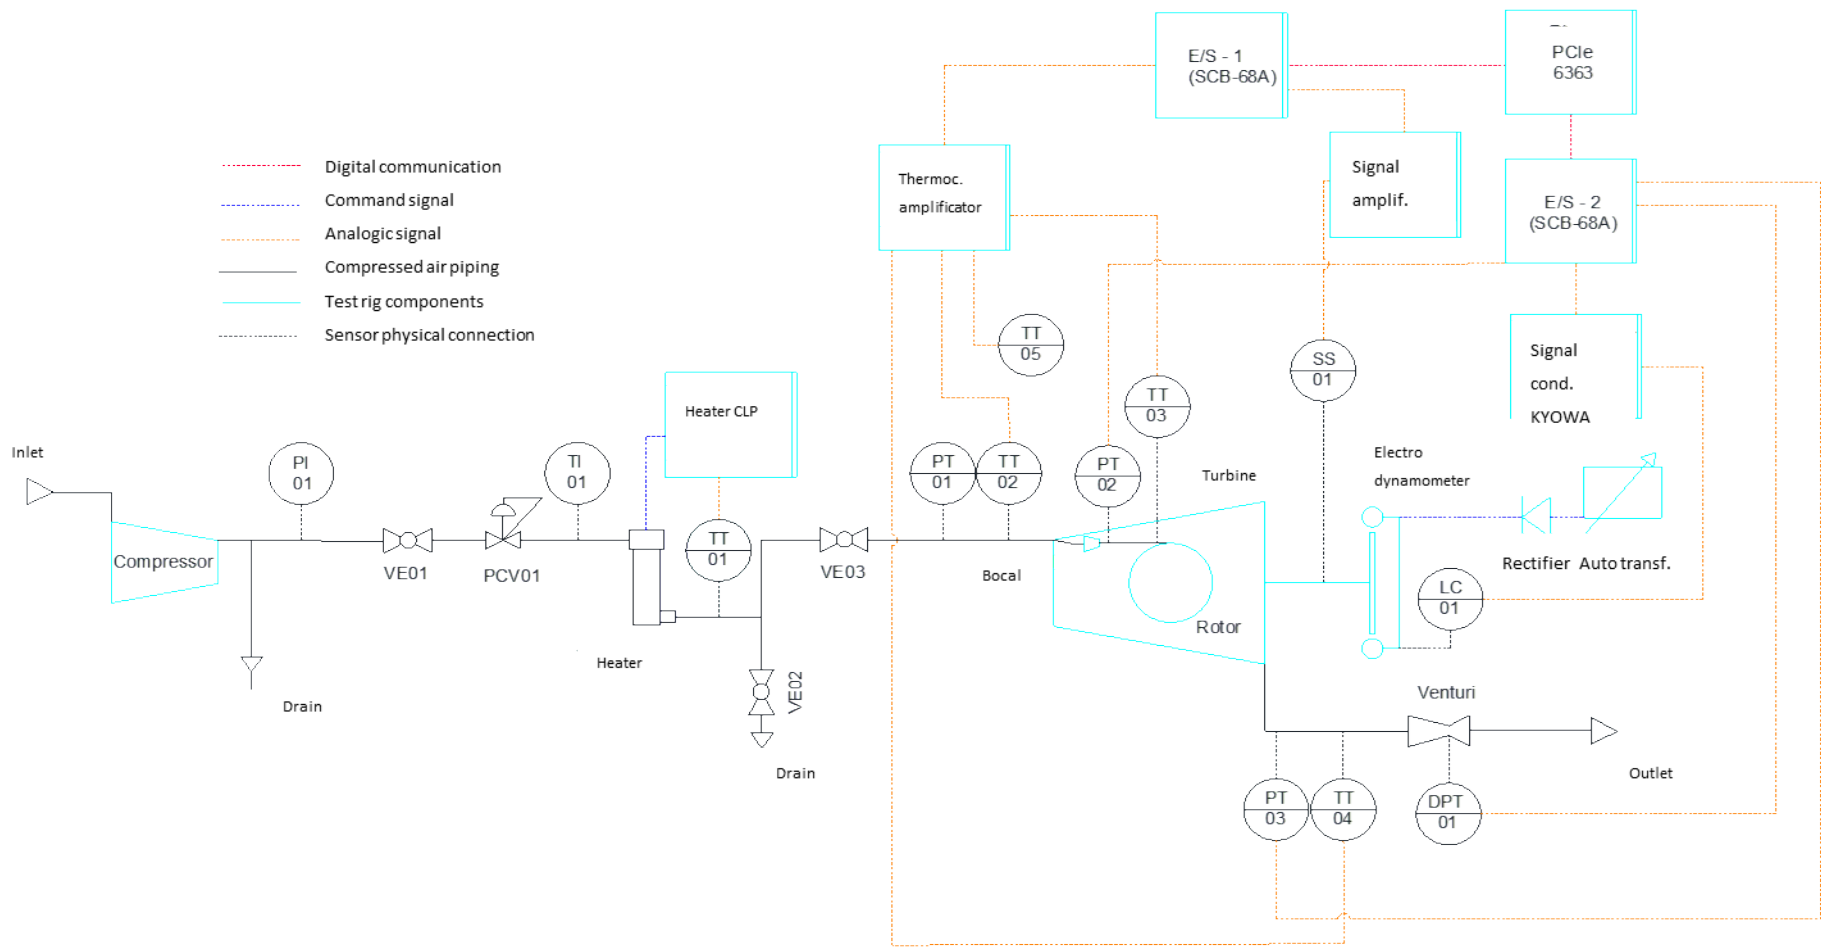 E/S - 1
(SCB-68A)
PCIe
6363
Digital communication
Command signal
Analogic signal
Compressed air piping
Test rig components
Sensor physical connection
Thermoc.
amplificator
Signal
amplif.
E/S - 2
(SCB-68A)
TT
05
SS
01
Signal
cond.
KYOWA
TT
03
Heater CLP
Inlet
PI
01
TI
01
TT
01
PT
01
TT
02
PT
02
Turbine
Electro
dynamometer
Compressor
VE01
PCV01
VE03
Bocal
Rotor
Rectifier
Auto transf.
LC
01
Heater
Drain
VE02
Drain
Venturi
Outlet
PT
03
TT
04
DPT
01